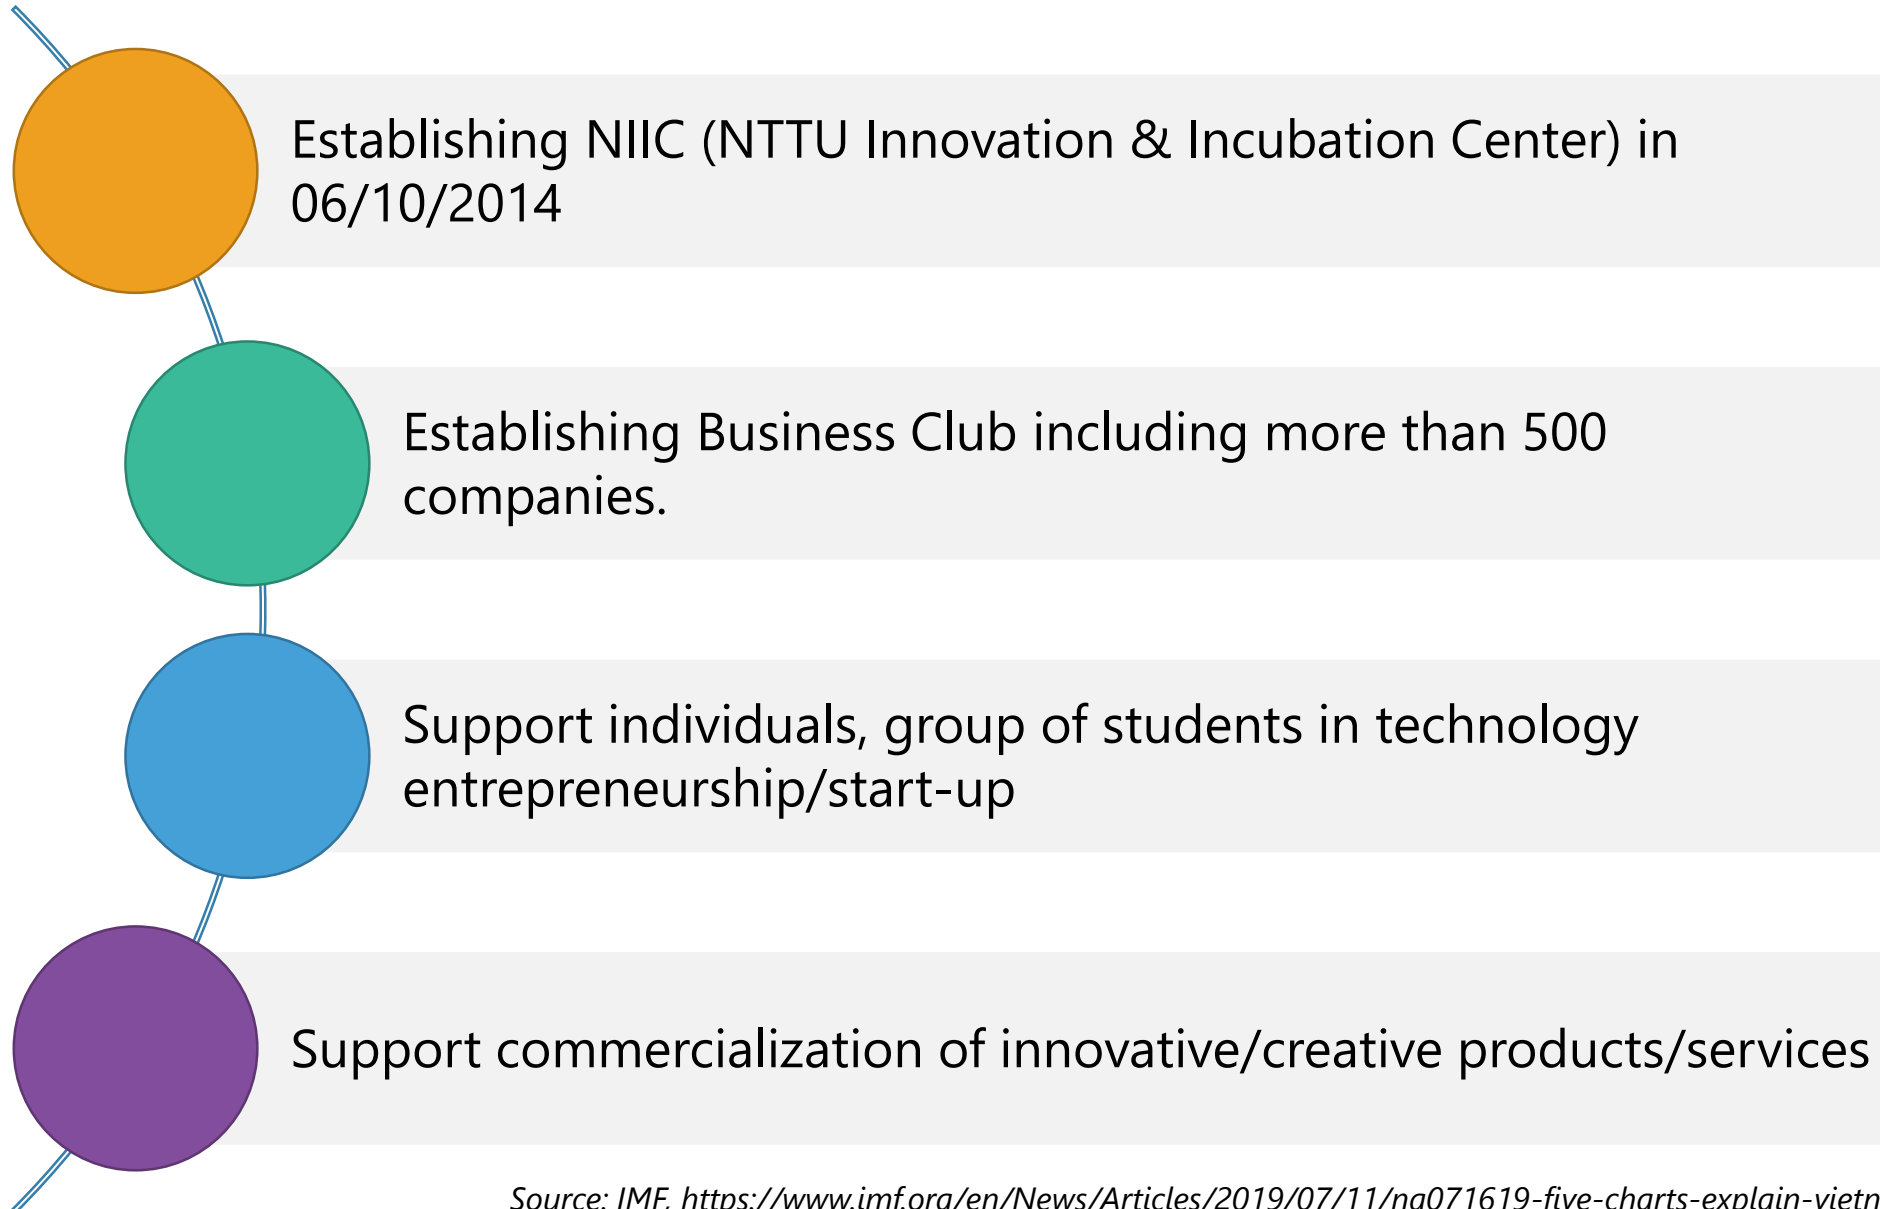 Establishing NIIC (NTTU Innovation & Incubation Center) in
06/10/2014
Establishing Business Club including more than 500
companies.
Support individuals, group of students in technology
entrepreneurship/start-up
Support commercialization of innovative/creative products/services
Source: IMF, https://www.imf.org/en/News/Articles/2019/07/11/na071619-five-charts-explain-vietn